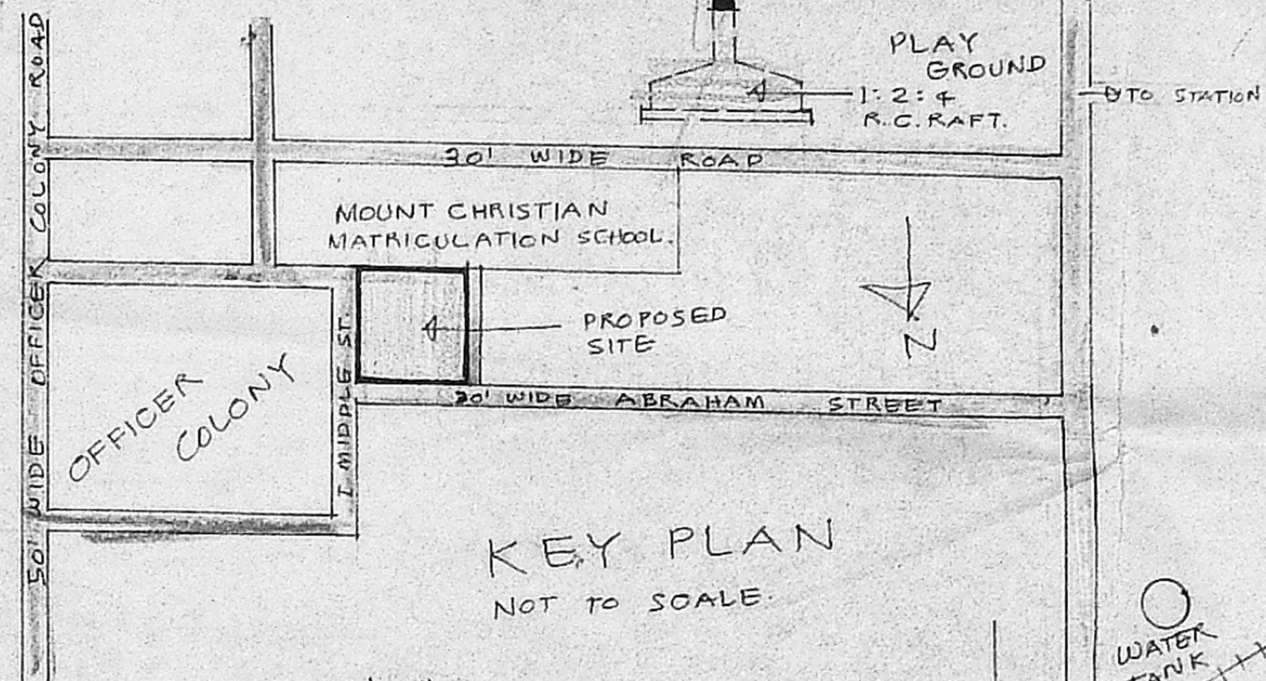 PLAY
GROUND
1:2:4
R.C.RAFT.
TO STATION
30' WIDE ROAD
MOUNT CHRISTIAN
MATRICULATION SCHOOL.
50' WIDE OFFICER COLONY ROAD
PROPOSED
SITE
N
I MIDDLE ST.
OFFICER
COLONY
30' WIDE ABRAHAM STREET
KEY PLAN
NOT TO SCALE.
WATER
TANK